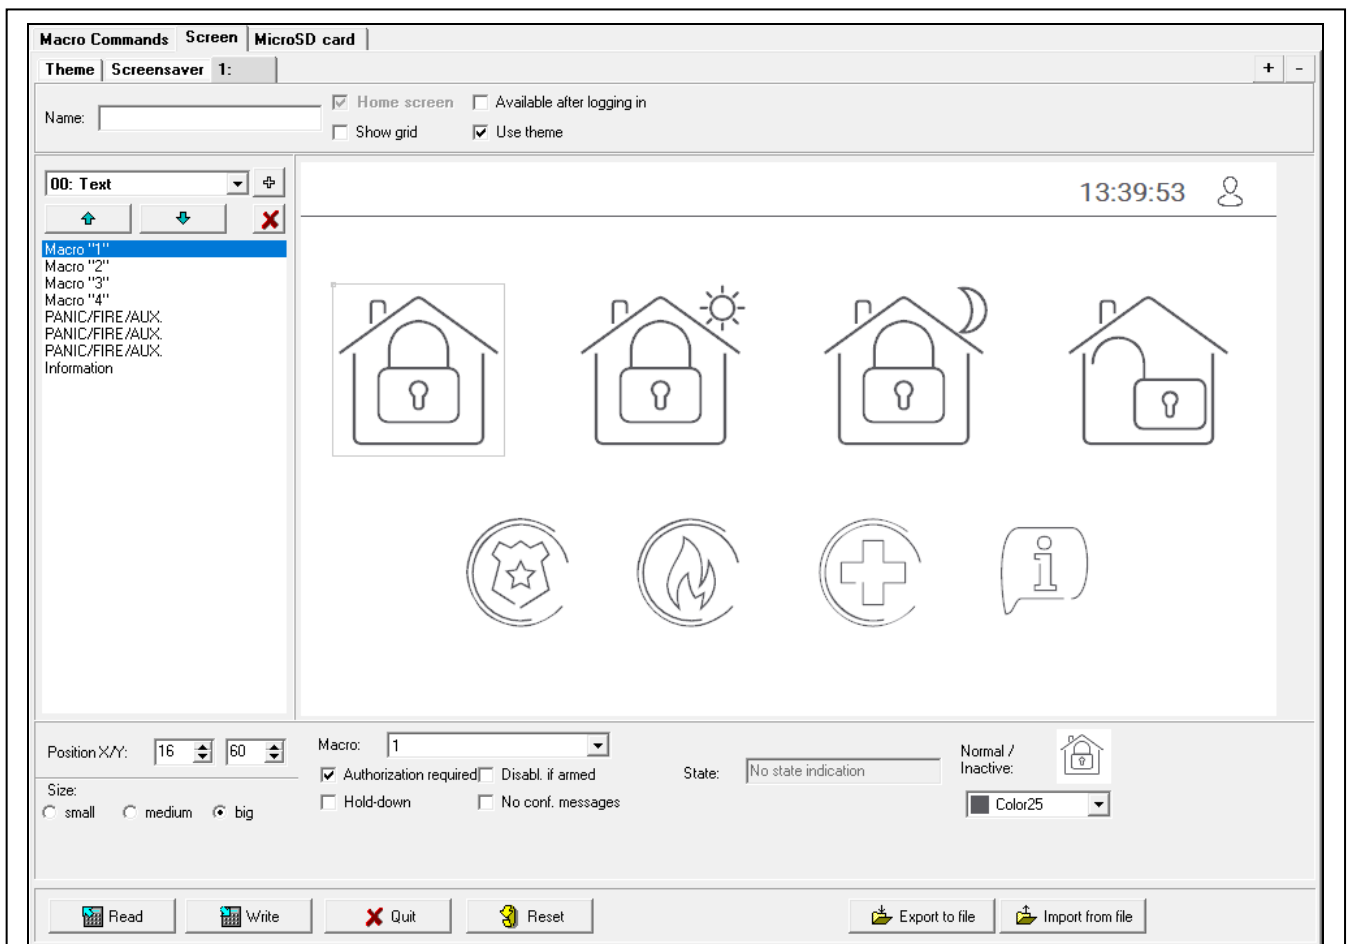 Macro Commands Screen MicroSD card
Theme Screensaver 1: + -
Name: Home screen Available after logging in
Show grid Use theme
00: Text
13:39:53
Macro "1"
Macro "2"
Macro "3"
Macro "4"
PANIC/FIRE/AUX.
PANIC/FIRE/AUX.
PANIC/FIRE/AUX.
Information
Position X/Y: 16 60
Size:
small medium big
Macro: 1
Authorization required Disabl. if armed
Hold-down No conf. messages
State: No state indication
Normal /
Inactive:
Color25
Read Write Quit Reset Export to file Import from file